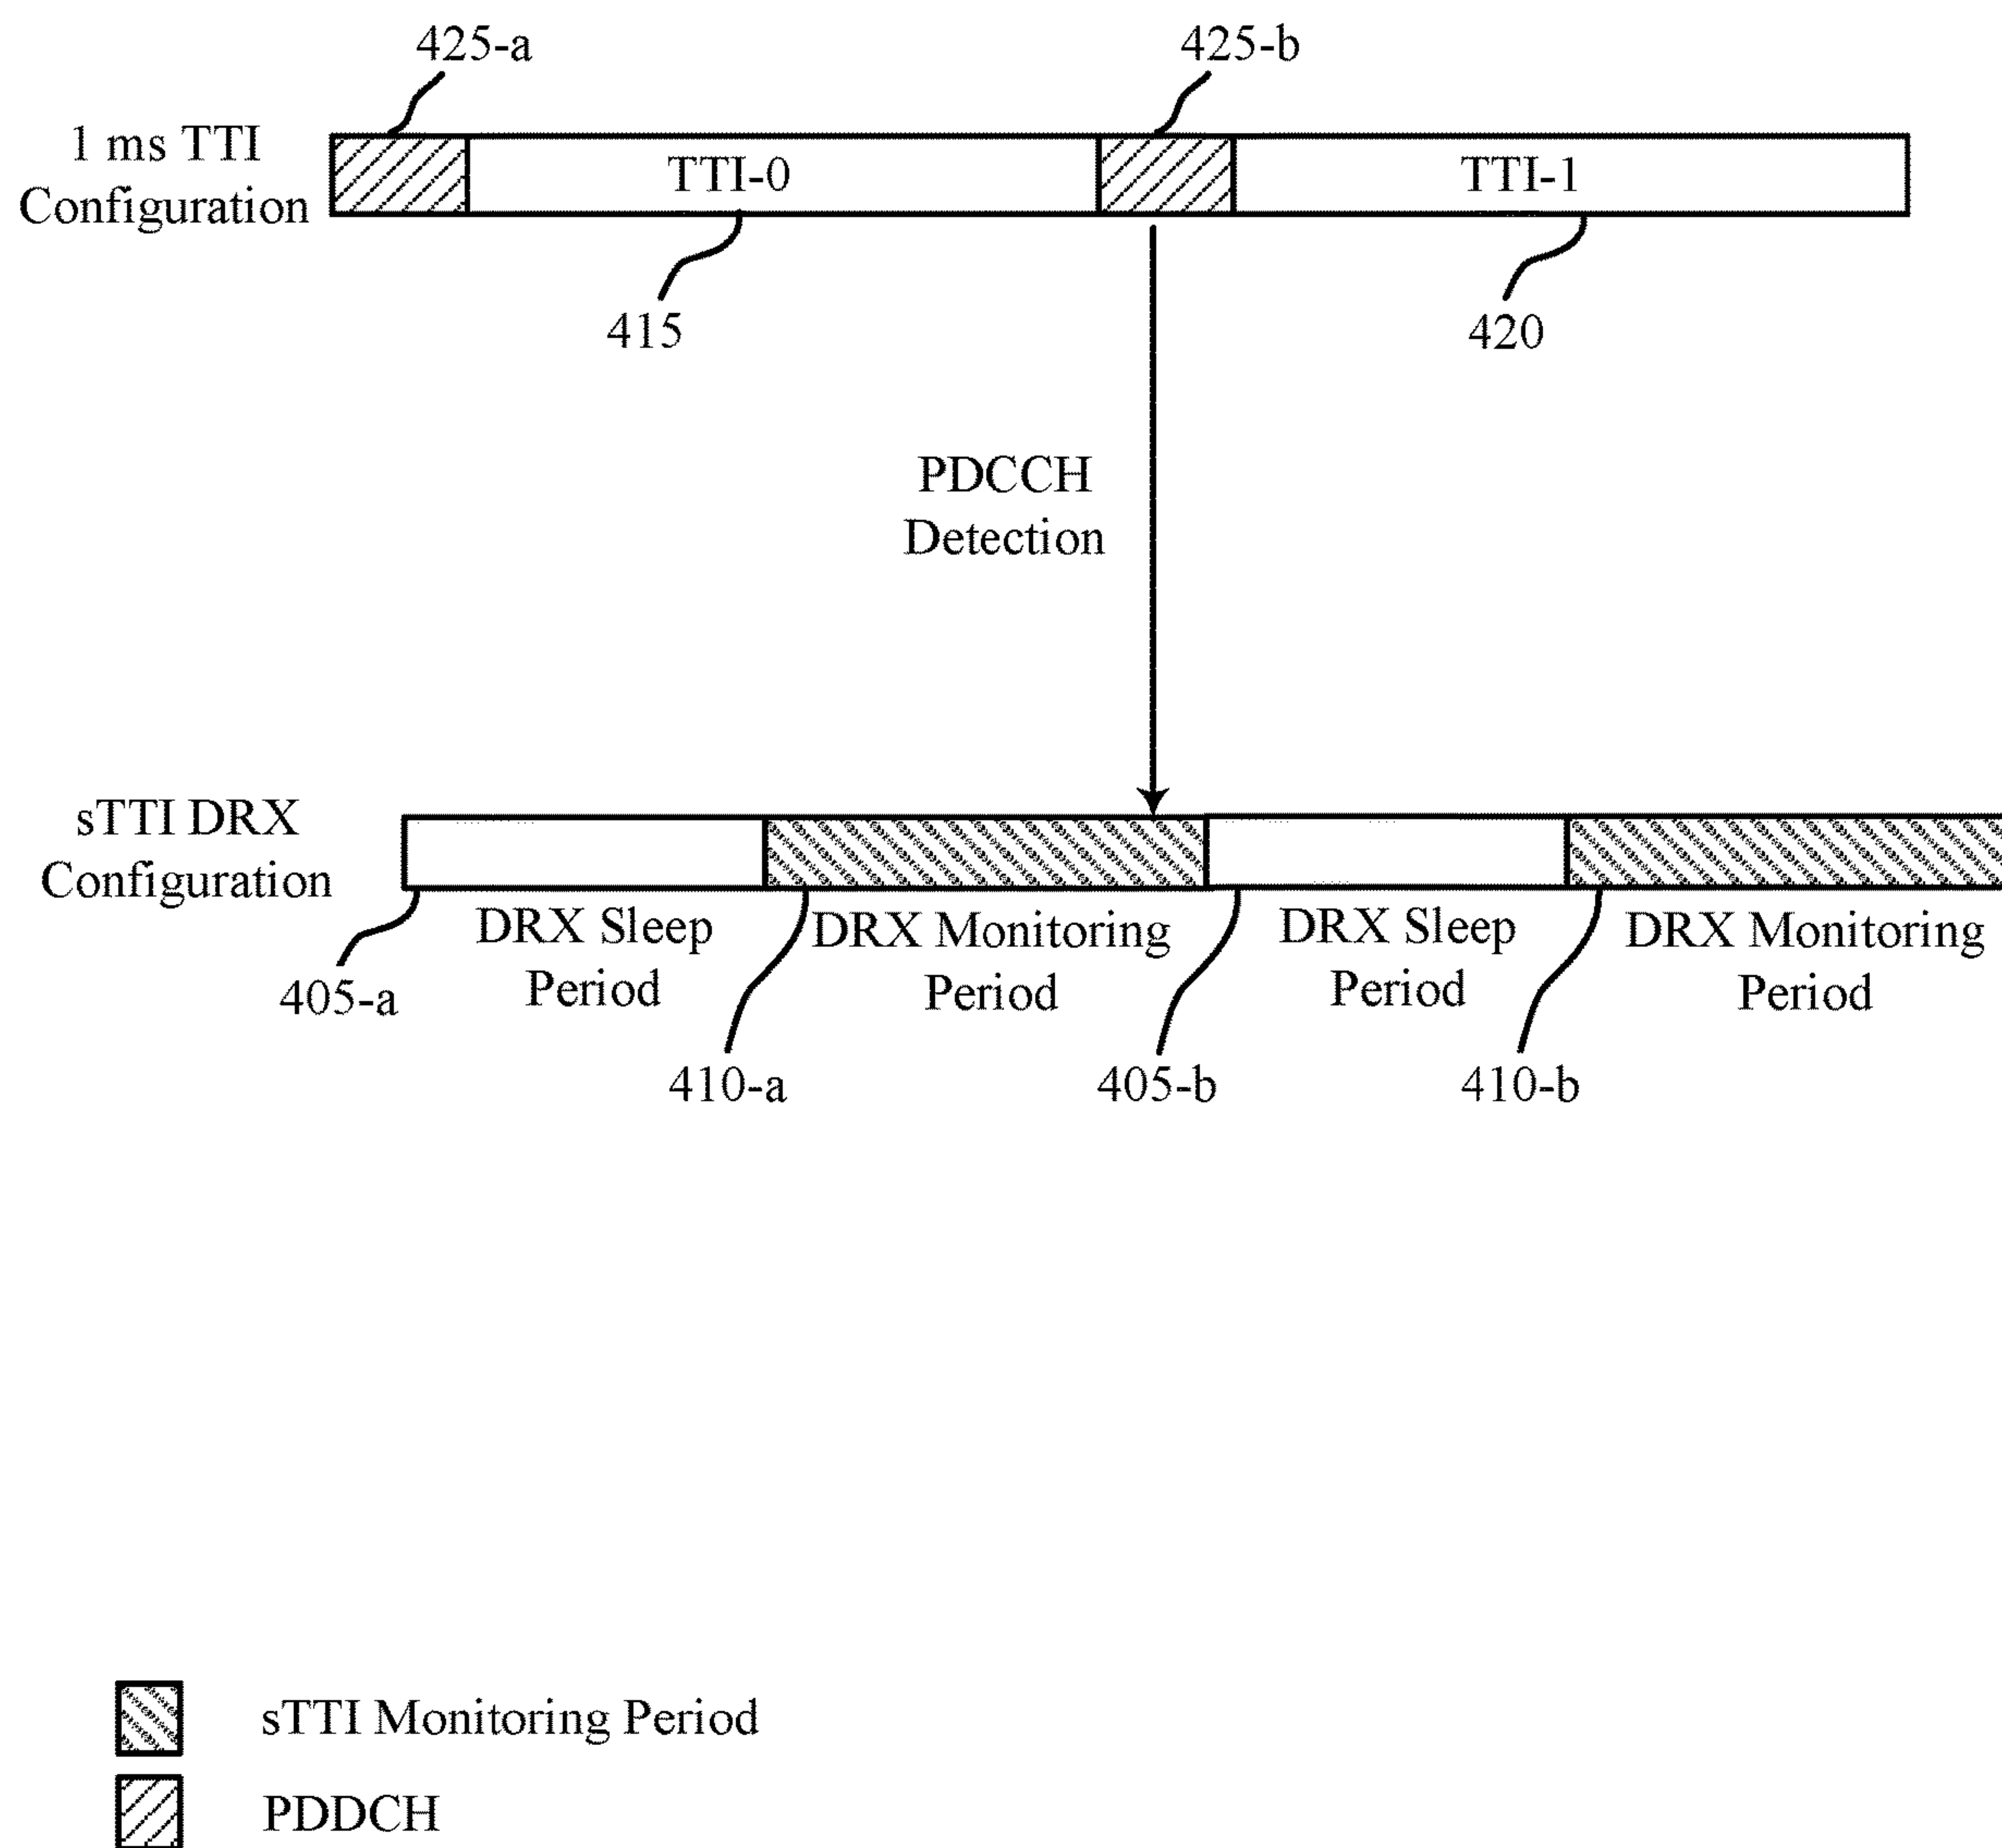 425-a
425-b
1 ms TTI
Configuration
TTI-0
TTI-1
415
420
PDCCH
Detection
sTTI DRX
Configuration
DRX Sleep
Period
DRX Monitoring
Period
DRX Sleep
Period
DRX Monitoring
Period
405-a
410-a
405-b
410-b
sTTI Monitoring Period
PDDCH